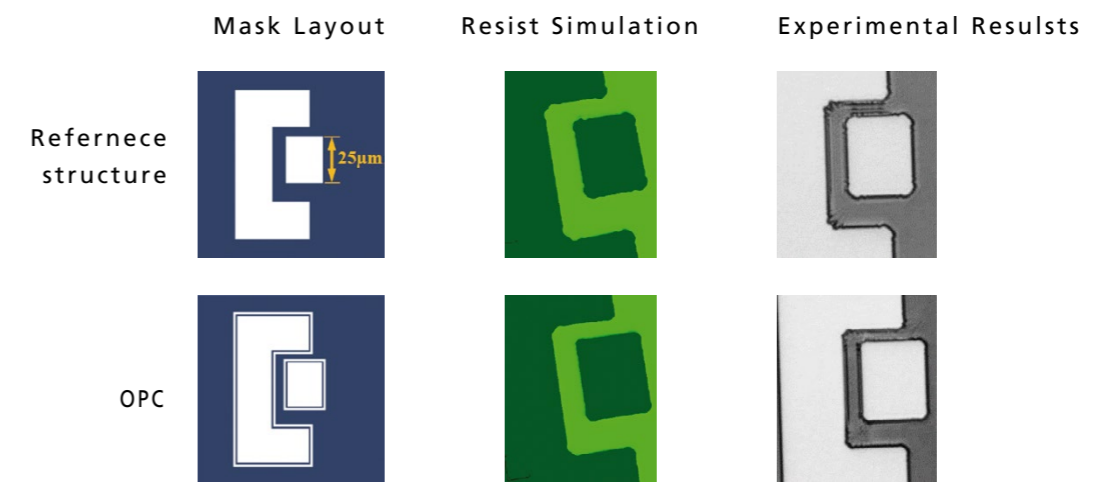 Mask Layout
Resist Simulation
Experimental Resulsts
Refernece
structure
25μm
OPC